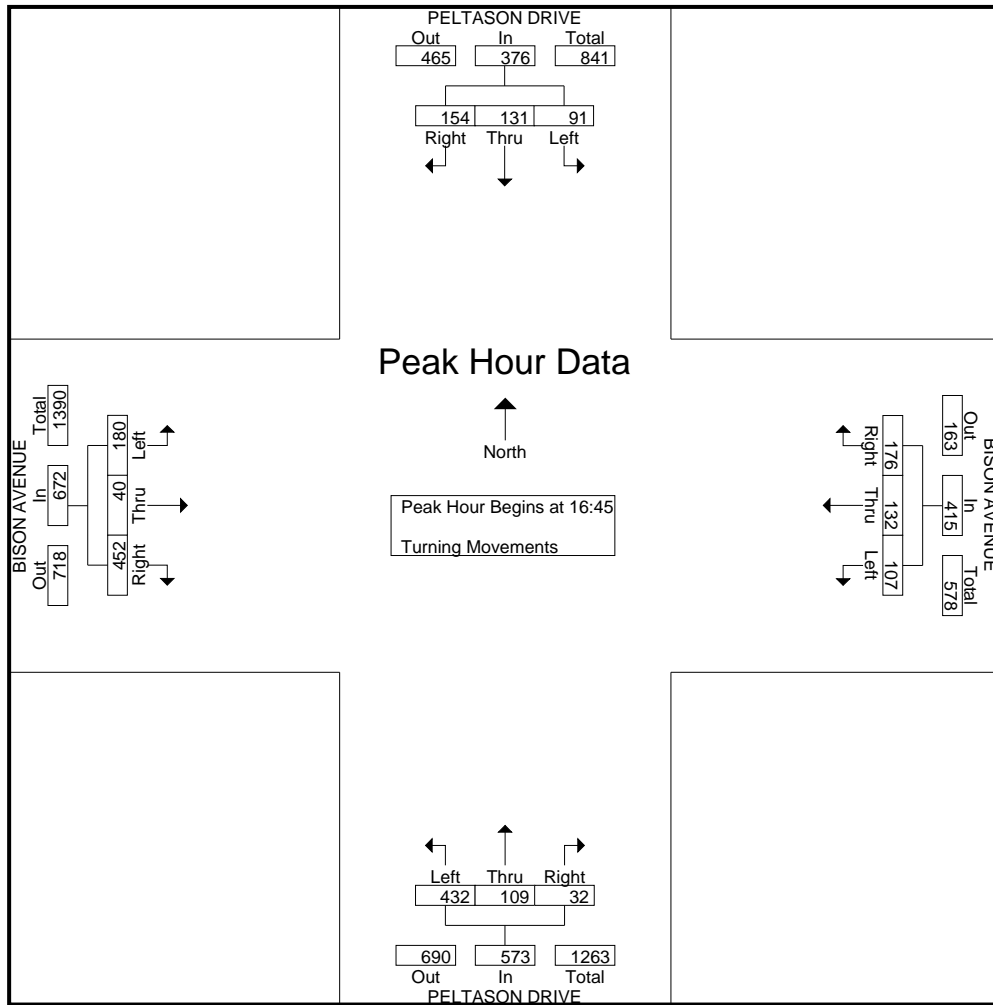 PELTASON DRIVE
Out In Total
465 376 841
154 131 91
Right Thru Left
Peak Hour Data
North
Peak Hour Begins at 16:45
Turning Movements
BISON AVENUE
Total In Out
1390 672 718
180 40 452
Left Thru Right
BISON AVENUE
Out In Total
163 415 578
176 132 107
Right Thru Left
Left Thru Right
432 109 32
690 573 1263
Out In Total
PELTASON DRIVE